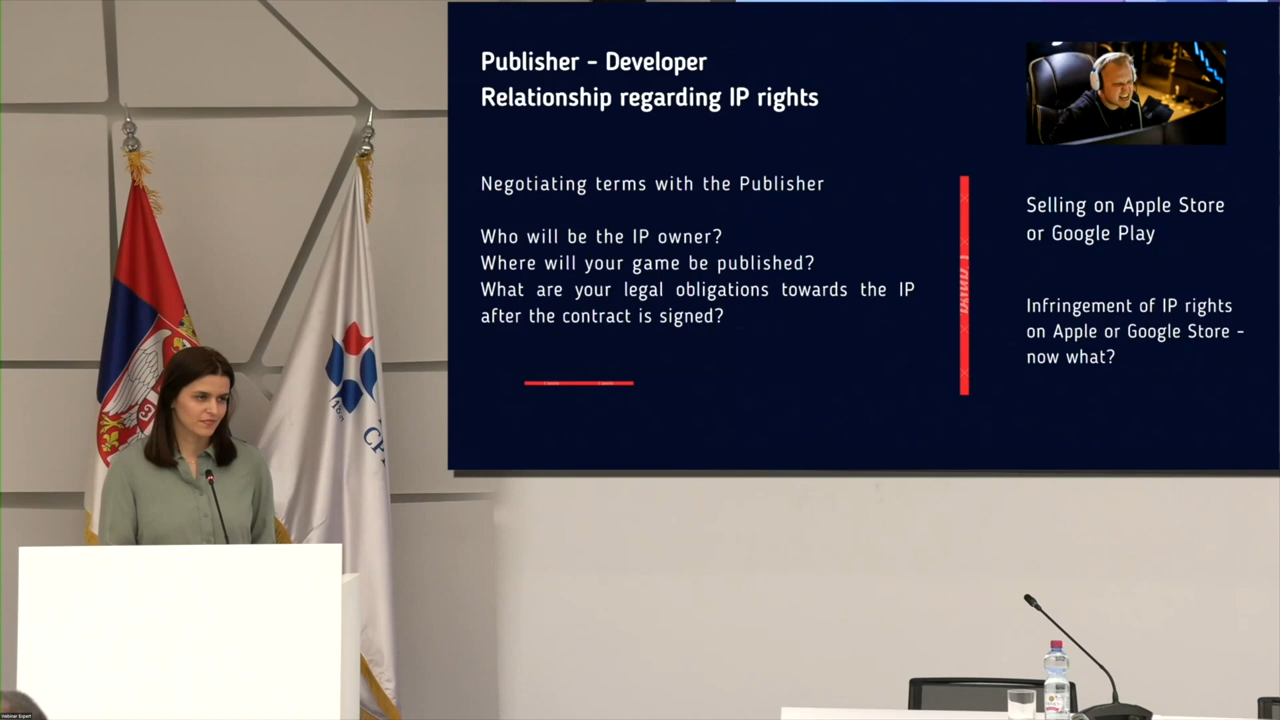 Publisher - Developer
Relationship regarding IP rights
Negotiating terms with the Publisher
Who will be the IP owner?
Where will your game be published?
What are your legal obligations towards the IP
after the contract is signed?
Selling on Apple Store
or Google Play
Infringement of IP rights
on Apple or Google Store -
now what?
Webinar Expert